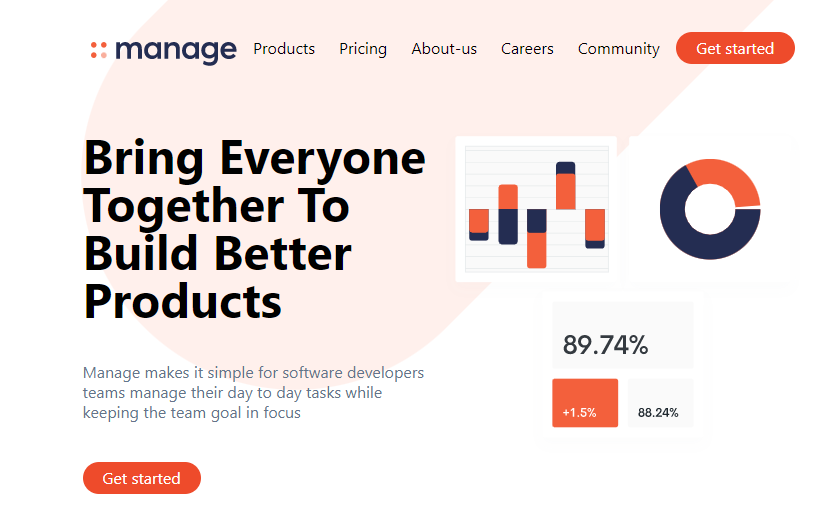 manage Products Pricing About-us Careers Community Get started
Bring Everyone
Together To
Build Better
Products
Manage makes it simple for software developers
teams manage their day to day tasks while
keeping the team goal in focus
Get started
89.74%
+1.5% 88.24%